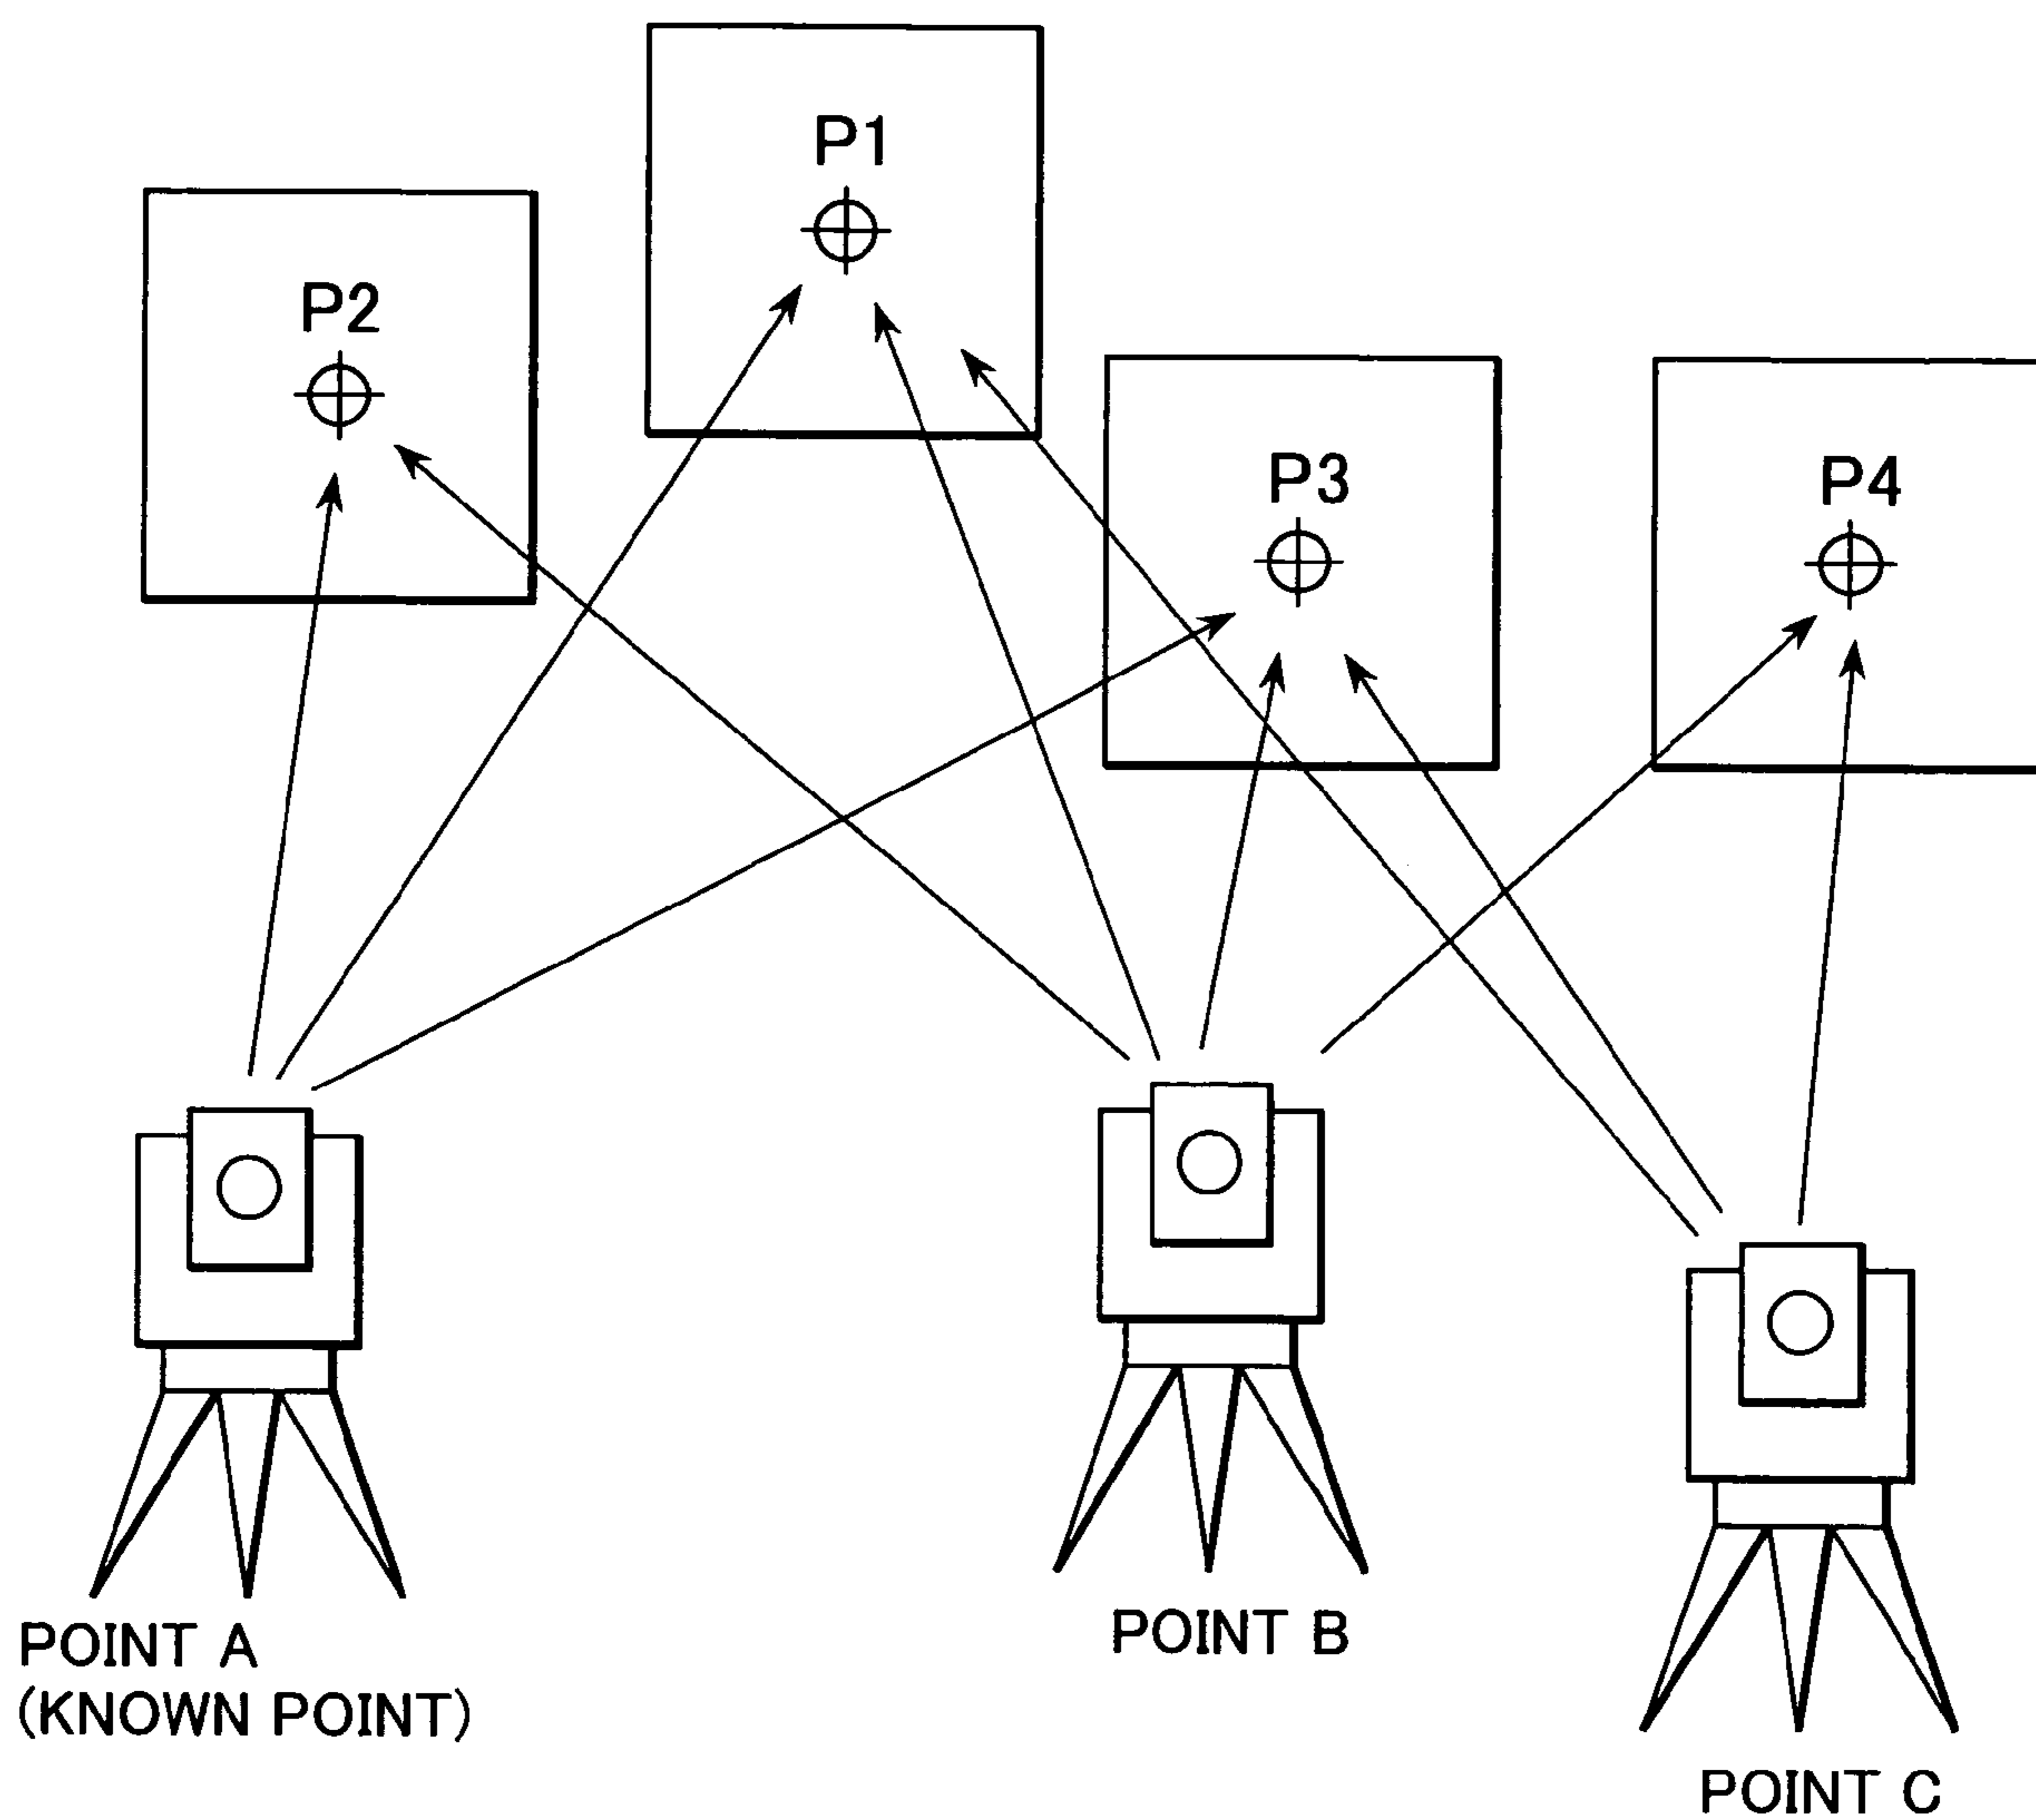 P1
P2
P3
P4
POINT A
(KNOWN POINT)
POINT B
POINT C